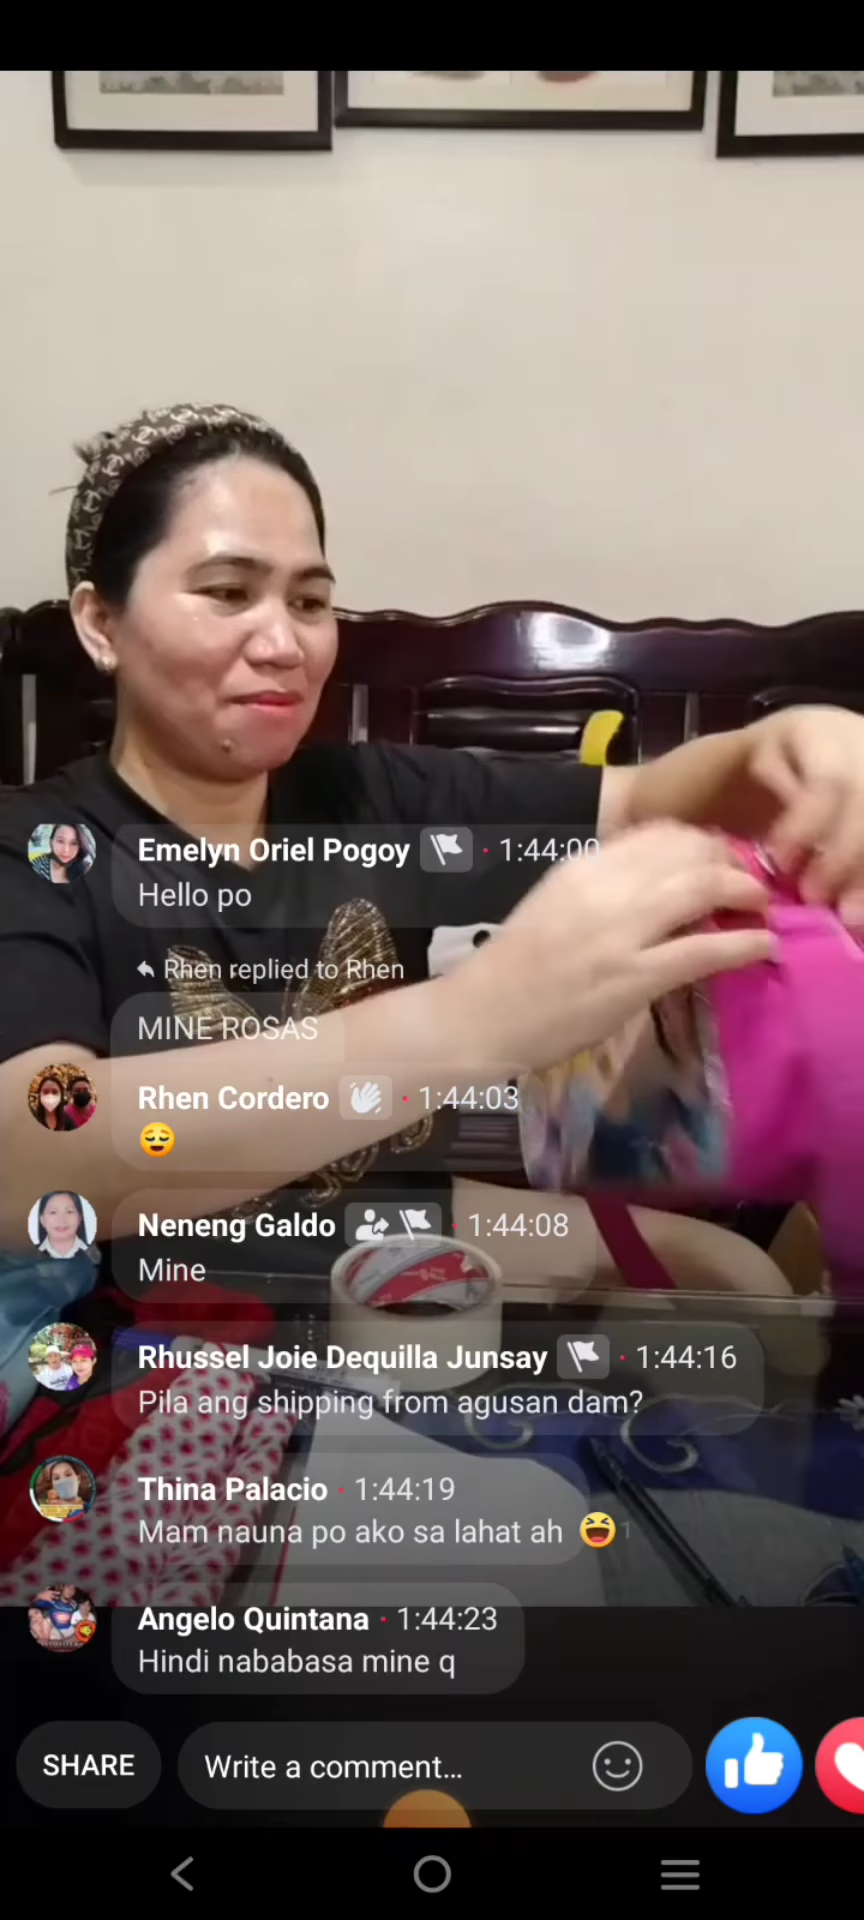 Emelyn Oriel Pogoy · 1:44:00
Hello po
Rhen replied to Rhen
MINE ROSAS
Rhen Cordero · 1:44:03
😌
Neneng Galdo · 1:44:08
Mine
Rhussel Joie Dequilla Junsay · 1:44:16
Pila ang shipping from agusan dam?
Thina Palacio · 1:44:19
Mam nauna po ako sa lahat ah 😆 1
Angelo Quintana · 1:44:23
Hindi nababasa mine q
SHARE
Write a comment...